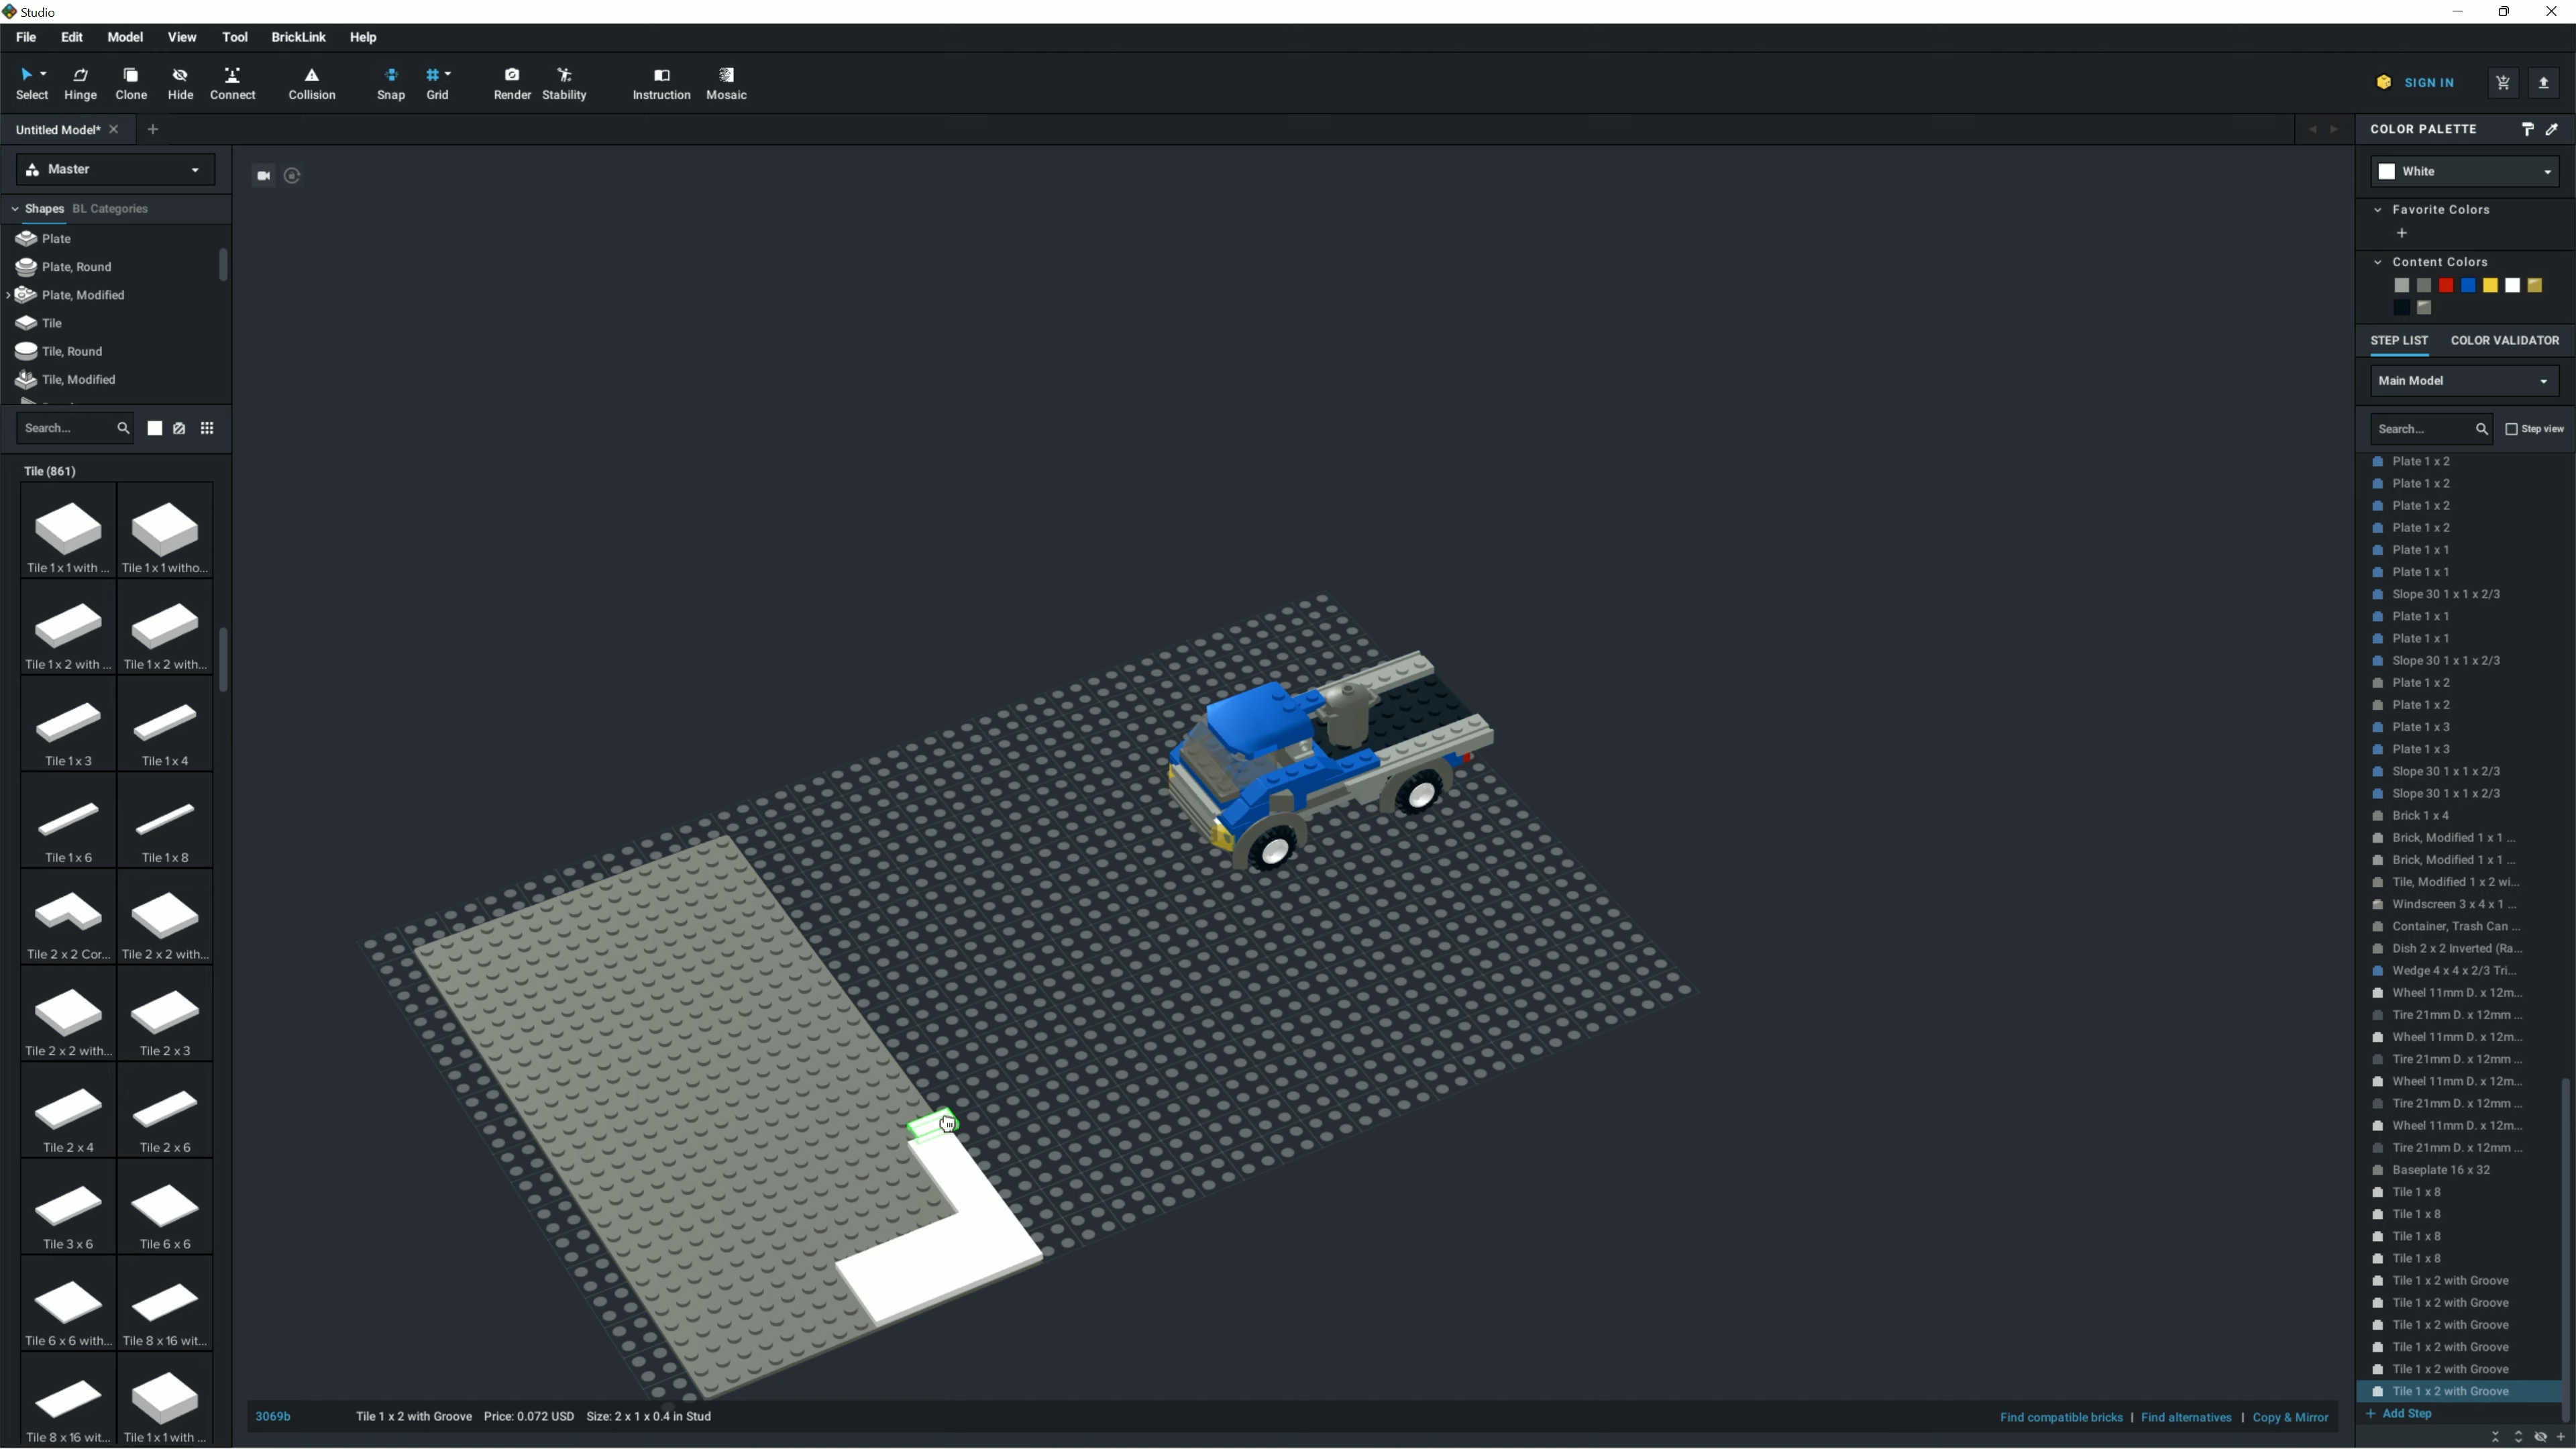 Studio
File Edit Model View Tool BrickLink Help
Select Hinge Clone Hide Connect Collision Snap Grid Render Stability Instruction Mosaic
SIGN IN
Untitled Model*
Master
Shapes BL Categories
Plate
Plate, Round
Plate, Modified
Tile
Tile, Round
Tile, Modified
Search...
Tile (861)
Tile 1 x 1 with ... Tile 1 x 1 witho...
Tile 1 x 2 with ... Tile 1 x 2 with...
Tile 1 x 3 Tile 1 x 4
Tile 1 x 6 Tile 1 x 8
Tile 2 x 2 Cor... Tile 2 x 2 with...
Tile 2 x 2 with... Tile 2 x 3
Tile 2 x 4 Tile 2 x 6
Tile 3 x 6 Tile 6 x 6
Tile 6 x 6 with... Tile 8 x 16 wit...
Tile 8 x 16 wit... Tile 1 x 1 with ...
3069b Tile 1 x 2 with Groove Price: 0.072 USD Size: 2 x 1 x 0.4 in Stud
Find compatible bricks | Find alternatives | Copy & Mirror
COLOR PALETTE
White
Favorite Colors
+
Content Colors
STEP LIST COLOR VALIDATOR
Main Model
Search... Step view
Plate 1 x 2
Plate 1 x 2
Plate 1 x 2
Plate 1 x 2
Plate 1 x 1
Plate 1 x 1
Slope 30 1 x 1 x 2/3
Plate 1 x 1
Plate 1 x 1
Slope 30 1 x 1 x 2/3
Plate 1 x 2
Plate 1 x 2
Plate 1 x 3
Plate 1 x 3
Slope 30 1 x 1 x 2/3
Slope 30 1 x 1 x 2/3
Brick 1 x 4
Brick, Modified 1 x 1 ...
Brick, Modified 1 x 1 ...
Tile, Modified 1 x 2 wi...
Windscreen 3 x 4 x 1 ...
Container, Trash Can ...
Dish 2 x 2 Inverted (Ra...
Wedge 4 x 4 x 2/3 Tri...
Wheel 11mm D. x 12m...
Tire 21mm D. x 12mm ...
Wheel 11mm D. x 12m...
Tire 21mm D. x 12mm ...
Wheel 11mm D. x 12m...
Tire 21mm D. x 12mm ...
Wheel 11mm D. x 12m...
Tire 21mm D. x 12mm ...
Baseplate 16 x 32
Tile 1 x 8
Tile 1 x 8
Tile 1 x 8
Tile 1 x 8
Tile 1 x 2 with Groove
Tile 1 x 2 with Groove
Tile 1 x 2 with Groove
Tile 1 x 2 with Groove
Tile 1 x 2 with Groove
Tile 1 x 2 with Groove
+ Add Step